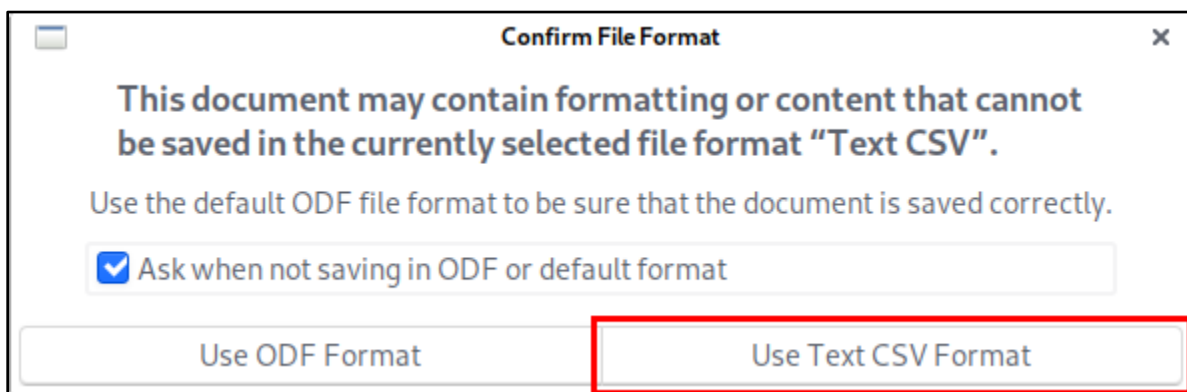 Confirm File Format
This document may contain formatting or content that cannot
be saved in the currently selected file format “Text CSV”.
Use the default ODF file format to be sure that the document is saved correctly.
Ask when not saving in ODF or default format
Use ODF Format
Use Text CSV Format